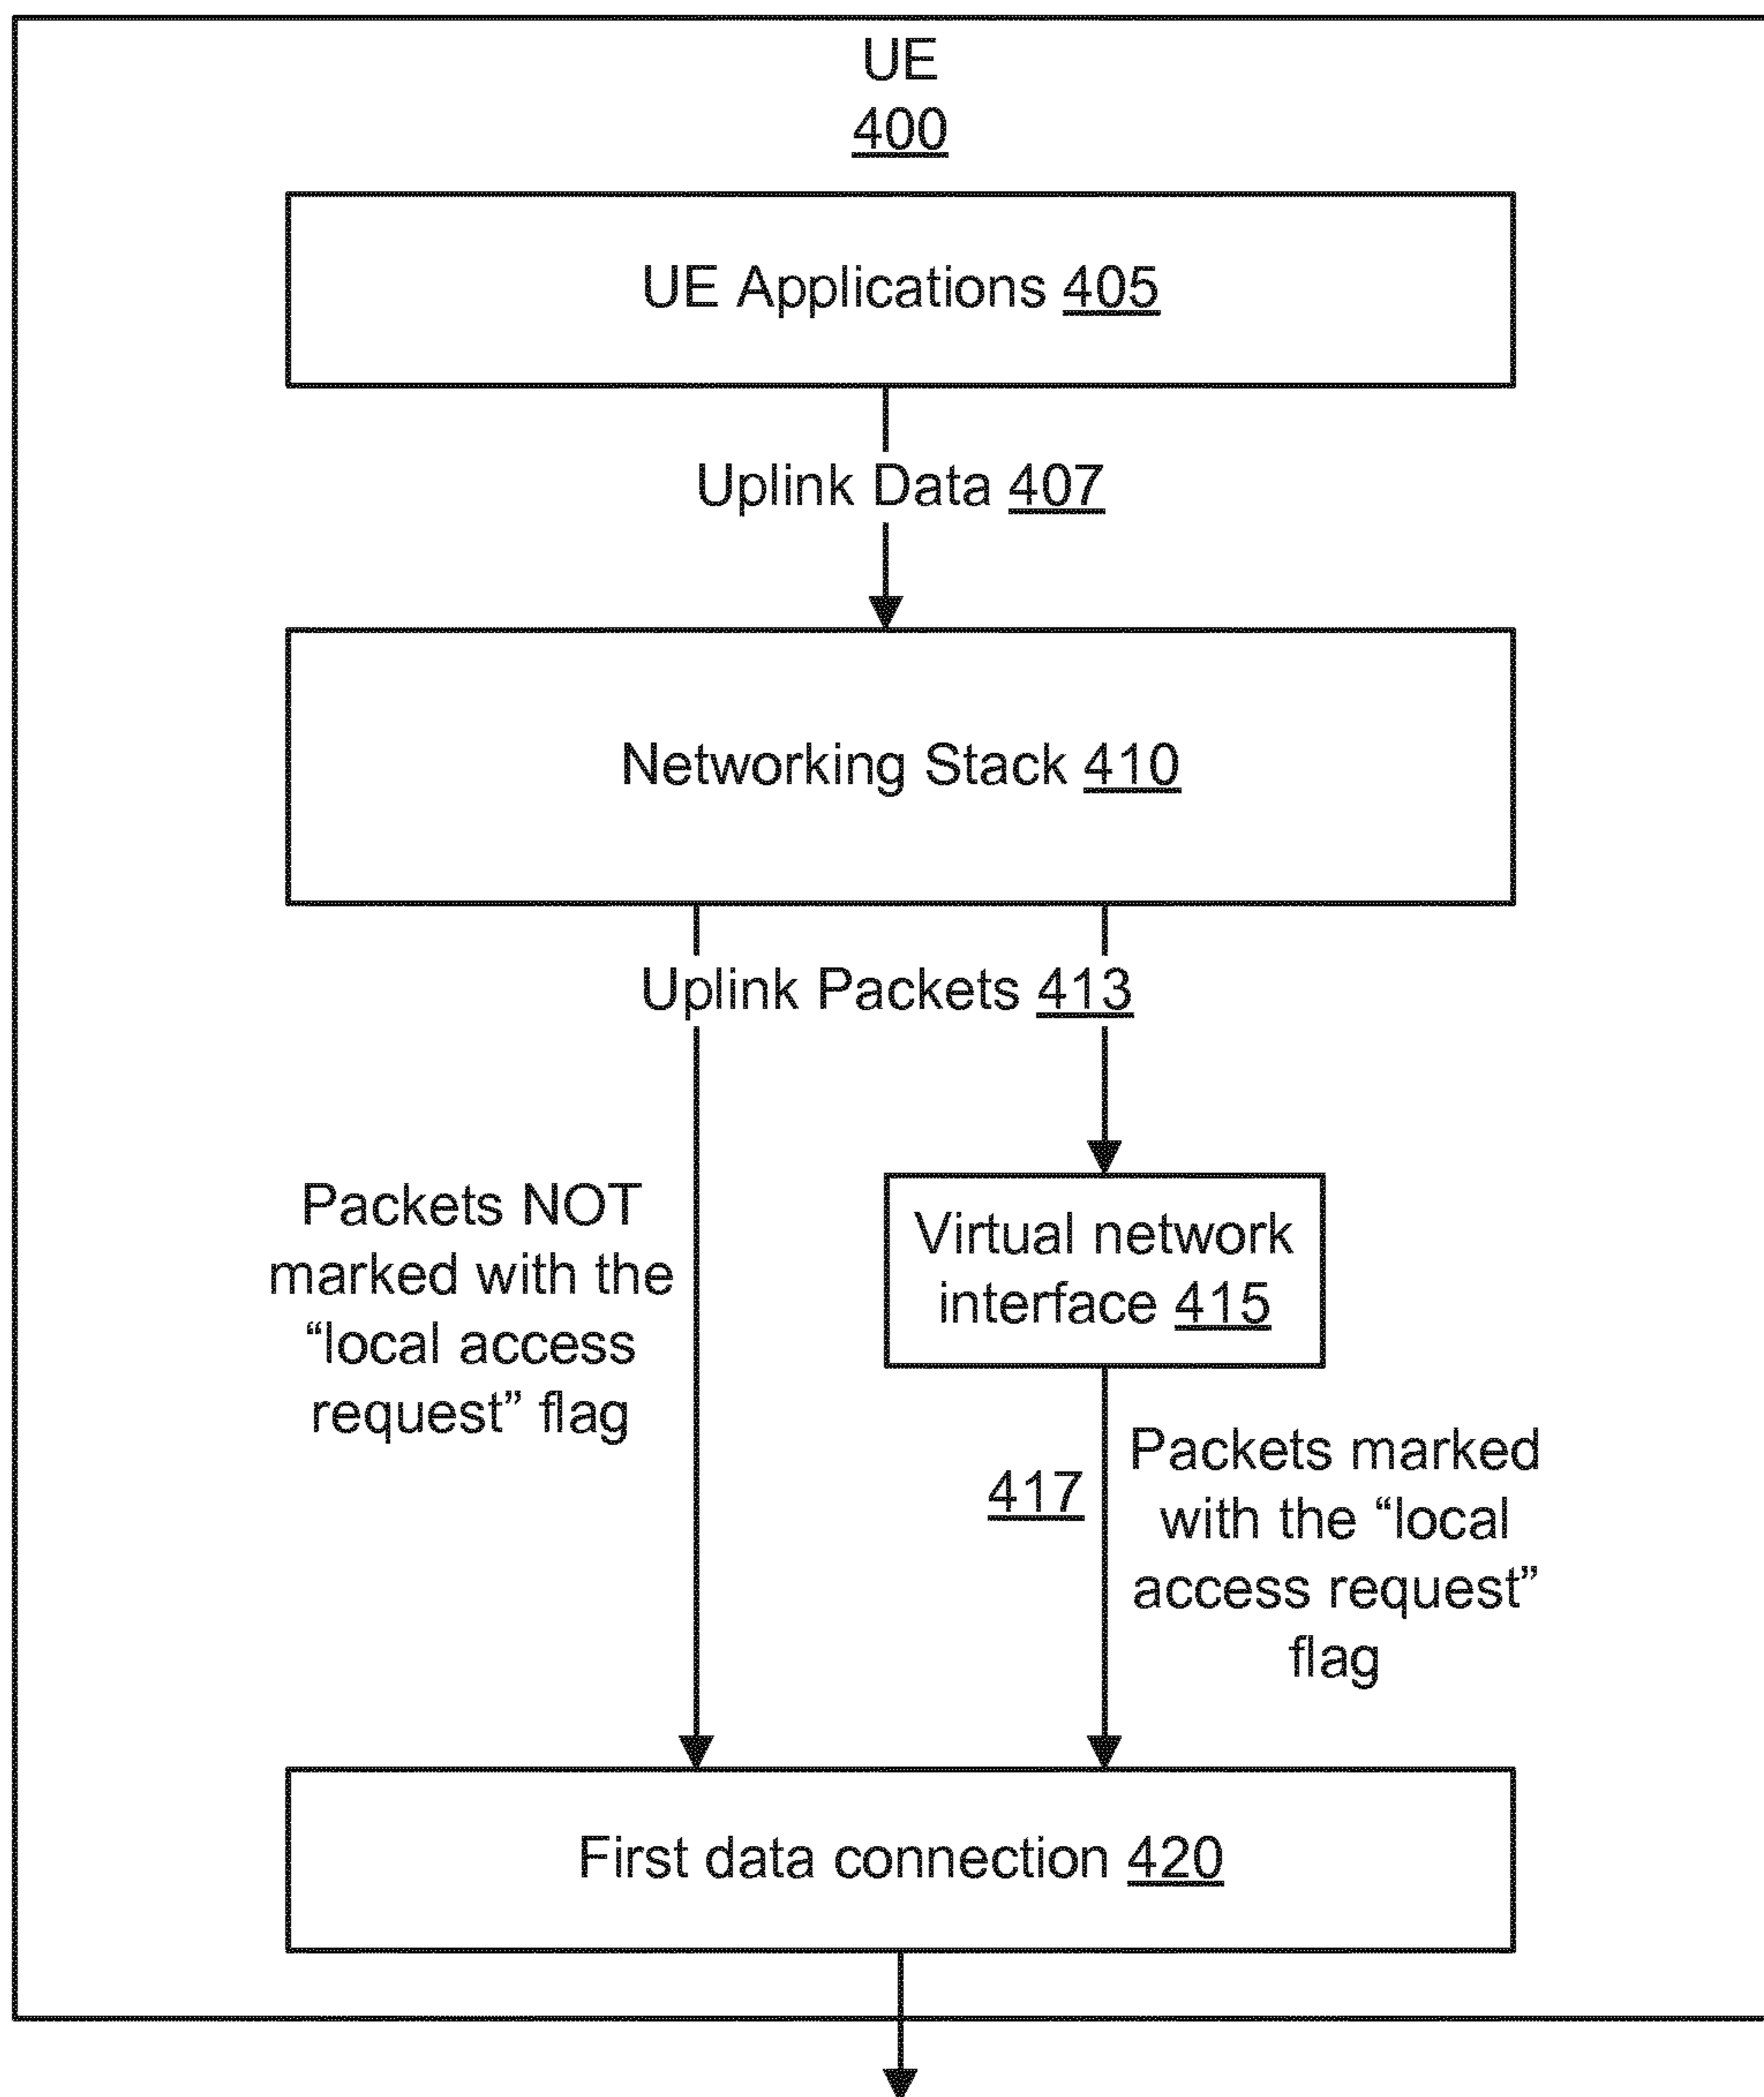 UE
400
UE Applications 405
Uplink Data 407
Networking Stack 410
Uplink Packets 413
Packets NOT
marked with the
“local access
request” flag
Virtual network
interface 415
417
Packets marked
with the “local
access request”
flag
First data connection 420